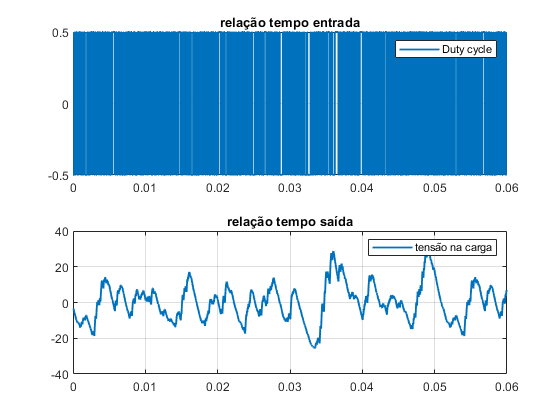 relação tempo entrada
Duty cycle
0.5
0
-0.5
0 0.01 0.02 0.03 0.04 0.05 0.06
relação tempo saída
tensão na carga
40
20
0
-20
-40
0 0.01 0.02 0.03 0.04 0.05 0.06